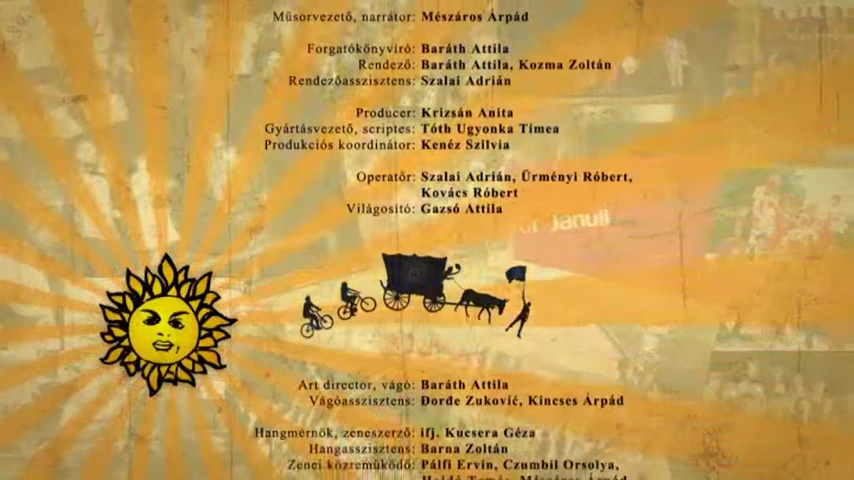 Műsorvezető, narrátor: Mészáros Árpád
Forgatókönyvíró: Baráth Attila
Rendező: Baráth Attila, Kozma Zoltán
Rendezőasszisztens: Szalai Adrián
Producer: Krizsán Anita
Gyártásvezető, scriptes: Tóth Ugyonka Tímea
Produkciós koordinátor: Kenéz Szilvia
Operatőr: Szalai Adrián, Ürményi Róbert,
Kovács Róbert
Világosító: Gazsó Attila
Januli
Art director, vágó: Baráth Attila
Vágóasszisztens: Đorđe Zuković, Kincses Árpád
Hangmérnök, zeneszerző: ifj. Kucsera Géza
Hangasszisztens: Barna Zoltán
Zenei közreműködő: Pálfi Ervin, Czumbil Orsolya,